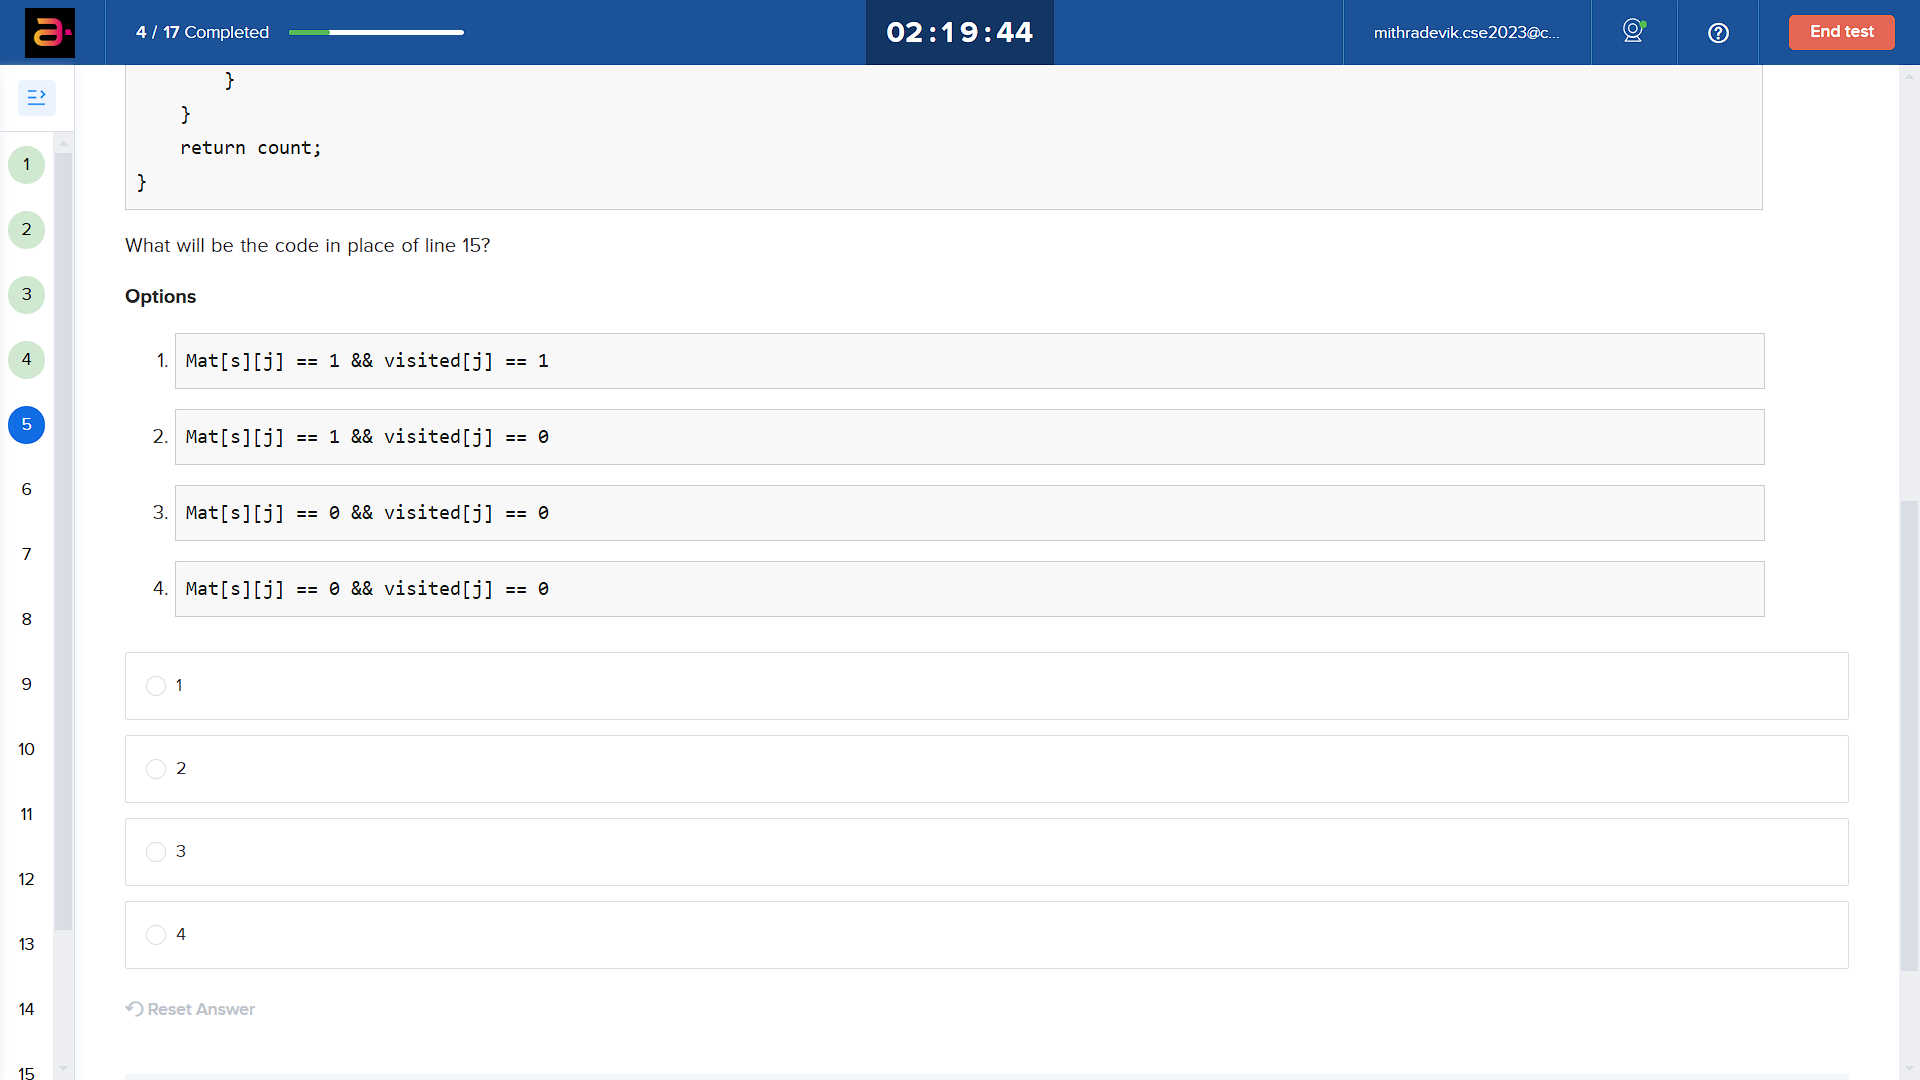 4 / 17 Completed
02:19:44
mithradevik.cse2023@c...
End test
}
}
return count;
}
What will be the code in place of line 15?
Options
1. Mat[s][j] == 1 && visited[j] == 1
2. Mat[s][j] == 1 && visited[j] == 0
3. Mat[s][j] == 0 && visited[j] == 0
4. Mat[s][j] == 0 && visited[j] == 0
1
2
3
4
Reset Answer
1
2
3
4
5
6
7
8
9
10
11
12
13
14
15